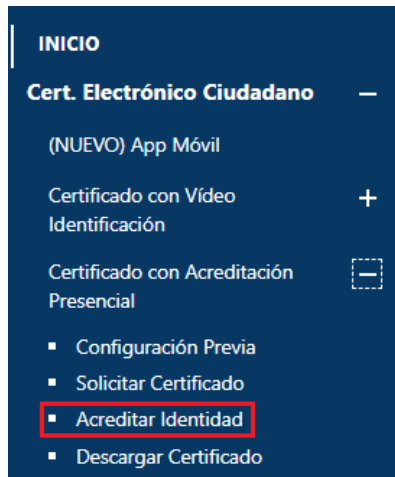 INICIO
Cert. Electrónico Ciudadano
(NUEVO) App Móvil
Certificado con Vídeo
Identificación
Certificado con Acreditación
Presencial
Configuración Previa
Solicitar Certificado
Acreditar Identidad
Descargar Certificado